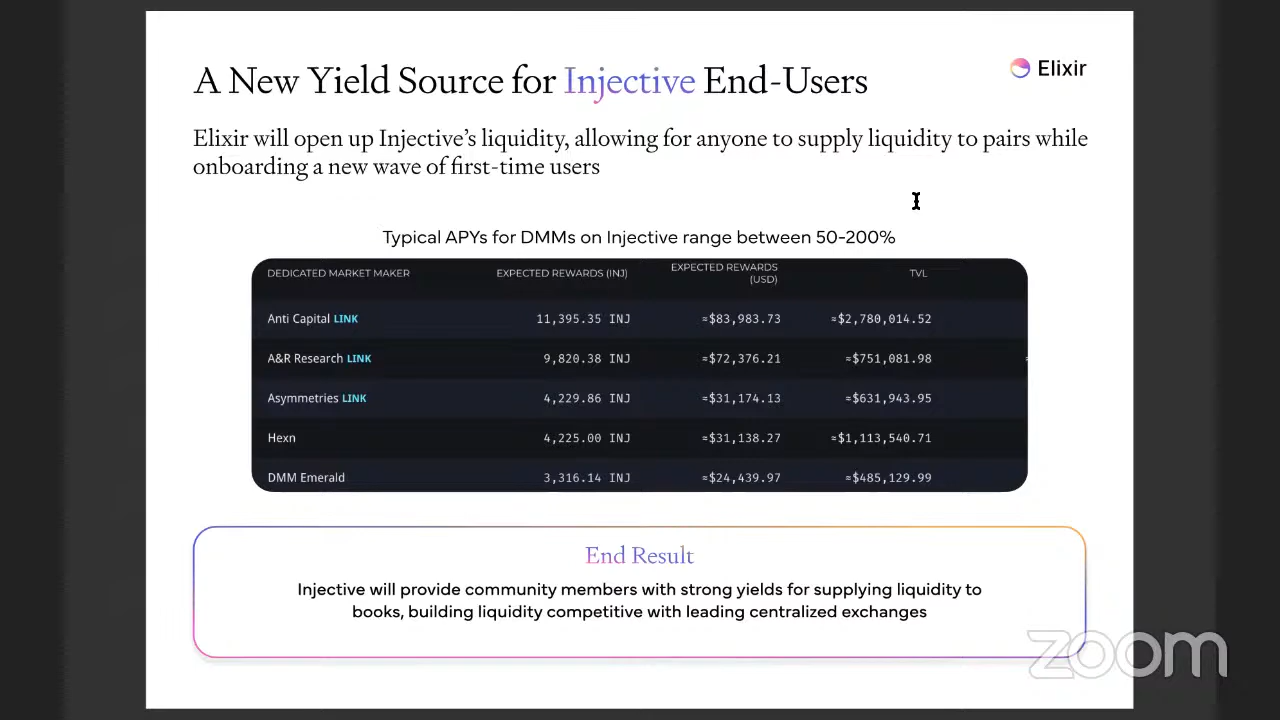 A New Yield Source for Injective End-Users
Elixir
Elixir will open up Injective’s liquidity, allowing for anyone to supply liquidity to pairs while
onboarding a new wave of first-time users
Typical APYs for DMMs on Injective range between 50-200%
DEDICATED MARKET MAKER EXPECTED REWARDS (INJ) EXPECTED REWARDS (USD) TVL
Anti Capital LINK 11,395.35 INJ ≈$83,983.73 ≈$2,780,014.52
A&R Research LINK 9,820.38 INJ ≈$72,376.21 ≈$751,081.98
Asymmetries LINK 4,229.86 INJ ≈$31,174.13 ≈$631,943.95
Hexn 4,225.00 INJ ≈$31,138.27 ≈$1,113,540.71
DMM Emerald 3,316.14 INJ ≈$24,439.97 ≈$485,129.99
End Result
Injective will provide community members with strong yields for supplying liquidity to
books, building liquidity competitive with leading centralized exchanges
zoom